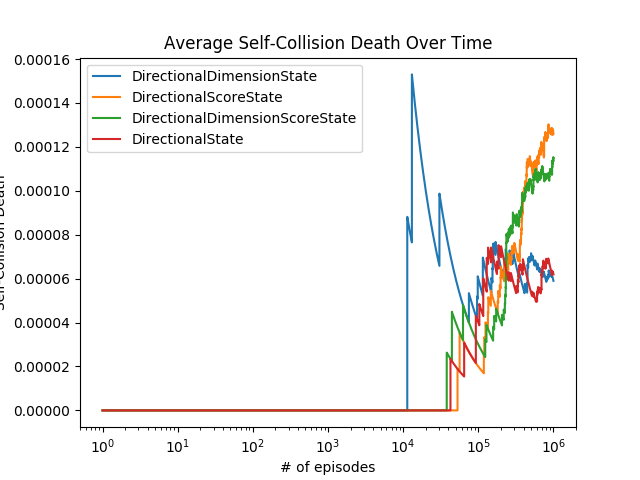 Average Self-Collision Death Over Time
DirectionalDimensionState
DirectionalScoreState
DirectionalDimensionScoreState
DirectionalState
0.00016
0.00014
0.00012
0.00010
0.00008
0.00006
0.00004
0.00002
0.00000
Self-Collision Death
10⁰ 10¹ 10² 10³ 10⁴ 10⁵ 10⁶
# of episodes